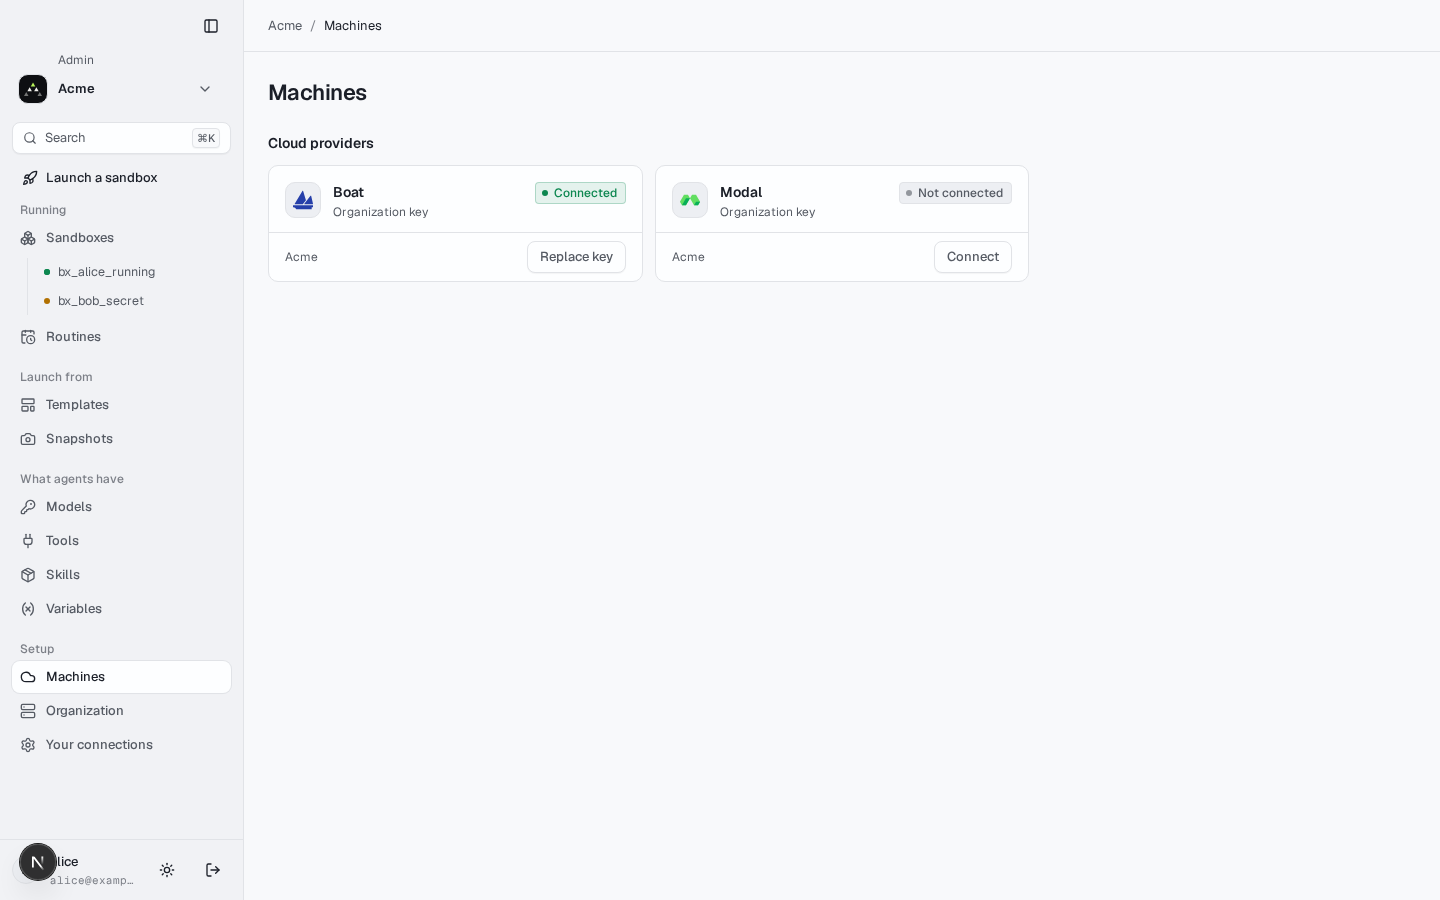 Admin
Acme
Search
⌘K
Launch a sandbox
Running
Sandboxes
bx_alice_running
bx_bob_secret
Routines
Launch from
Templates
Snapshots
What agents have
Models
Tools
Skills
Variables
Setup
Machines
Organization
Your connections
N
lice
alice@examp…
Acme / Machines
Machines
Cloud providers
Boat
Connected
Organization key
Acme
Replace key
Modal
Not connected
Organization key
Acme
Connect